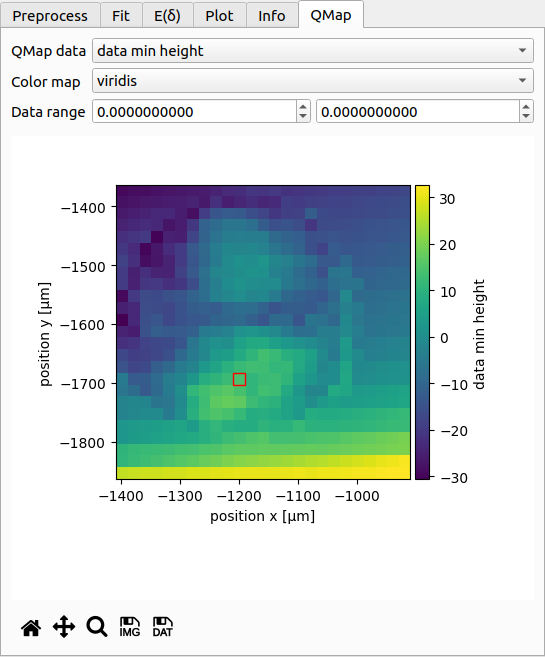 Preprocess Fit E(δ) Plot Info QMap
QMap data data min height
Color map viridis
Data range 0.0000000000 0.0000000000
−1400
−1500
−1600
−1700
−1800
position y [μm]
−1400 −1300 −1200 −1100 −1000
position x [μm]
30
20
10
0
−10
−20
−30
data min height
IMG DAT